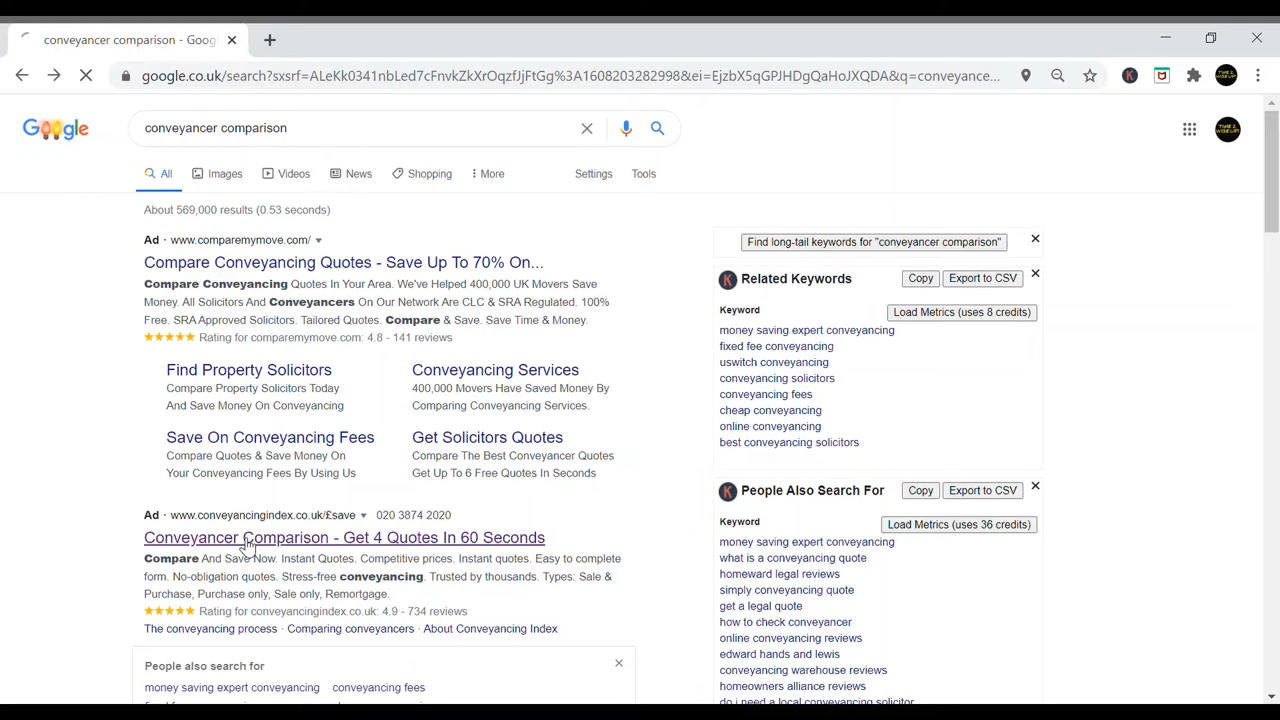 conveyancer comparison - Goog
google.co.uk/search?sxsrf=ALeKk0341nbLed7cFnvkZlXrOqzfJjFtGg%3A1608203282998&ei=EjzbX5qGPJHDgQaHoJXQDA&q=conveyance...
Google
conveyancer comparison
All Images Videos News Shopping More Settings Tools
About 569,000 results (0.53 seconds)
Ad · www.comparemymove.com/
Compare Conveyancing Quotes - Save Up To 70% On...
Compare Conveyancing Quotes In Your Area. We've Helped 400,000 UK Movers Save
Money. All Solicitors And Conveyancers On Our Network Are CLC & SRA Regulated. 100%
Free. SRA Approved Solicitors. Tailored Quotes. Compare & Save. Save Time & Money.
Rating for comparemymove.com: 4.8 - 141 reviews
Find Property Solicitors
Compare Property Solicitors Today
And Save Money On Conveyancing
Conveyancing Services
400,000 Movers Have Saved Money By
Comparing Conveyancing Services.
Save On Conveyancing Fees
Compare Quotes & Save Money On
Your Conveyancing Fees By Using Us
Get Solicitors Quotes
Compare The Best Conveyancer Quotes
Get Up To 6 Free Quotes In Seconds
Ad · www.conveyancingindex.co.uk/£save 020 3874 2020
Conveyancer Comparison - Get 4 Quotes In 60 Seconds
Compare And Save Now. Instant Quotes. Competitive prices. Instant quotes. Easy to complete
form. No-obligation quotes. Stress-free conveyancing. Trusted by thousands. Types: Sale &
Purchase, Purchase only, Sale only, Remortgage.
Rating for conveyancingindex.co.uk: 4.9 - 734 reviews
The conveyancing process · Comparing conveyancers · About Conveyancing Index
People also search for
money saving expert conveyancing conveyancing fees
Find long-tail keywords for "conveyancer comparison"
K Related Keywords Copy Export to CSV
Keyword Load Metrics (uses 8 credits)
money saving expert conveyancing
fixed fee conveyancing
uswitch conveyancing
conveyancing solicitors
conveyancing fees
cheap conveyancing
online conveyancing
best conveyancing solicitors
K People Also Search For Copy Export to CSV
Keyword Load Metrics (uses 36 credits)
money saving expert conveyancing
what is a conveyancing quote
homeward legal reviews
simply conveyancing quote
get a legal quote
how to check conveyancer
online conveyancing reviews
edward hands and lewis
conveyancing warehouse reviews
homeowners alliance reviews
do i need a local conveyancing solicitor